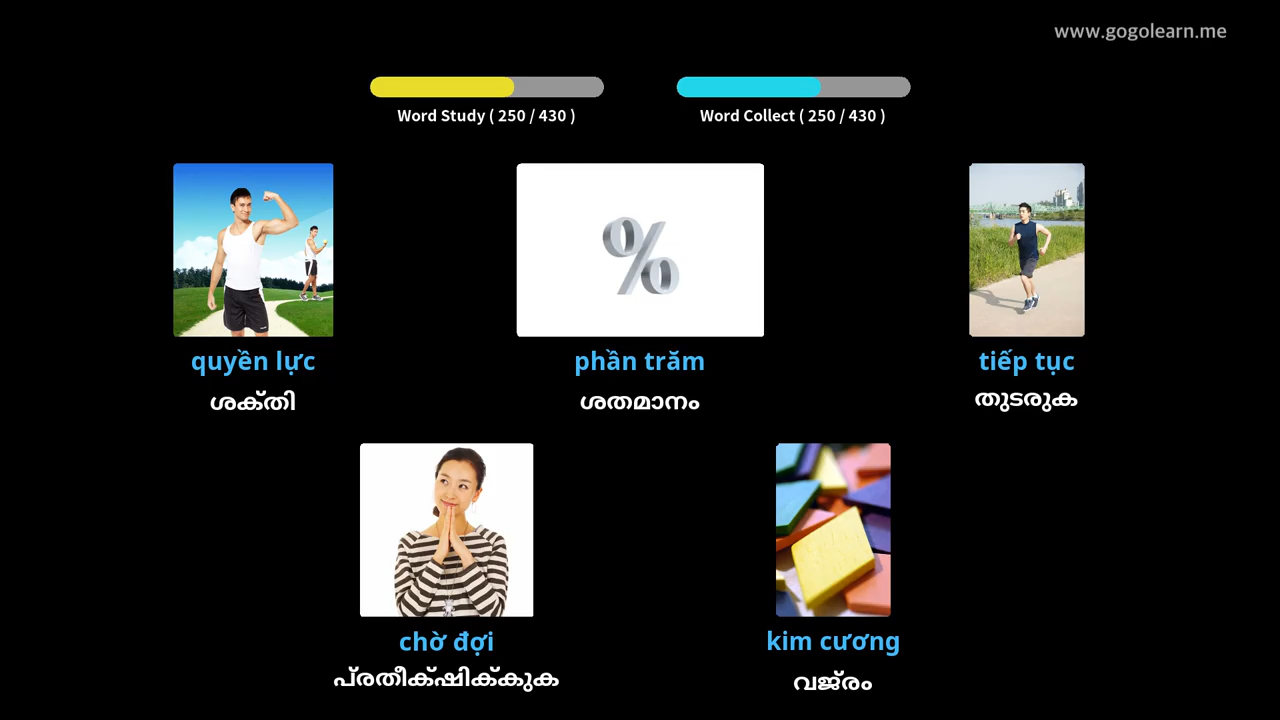 www.gogolearn.me
Word Study ( 250 / 430 )
Word Collect ( 250 / 430 )
%
quyền lực
ശക്തി
phần trăm
ശതമാനം
tiếp tục
തുടരുക
chờ đợi
പ്രതീക്ഷിക്കുക
kim cương
വജ്രം